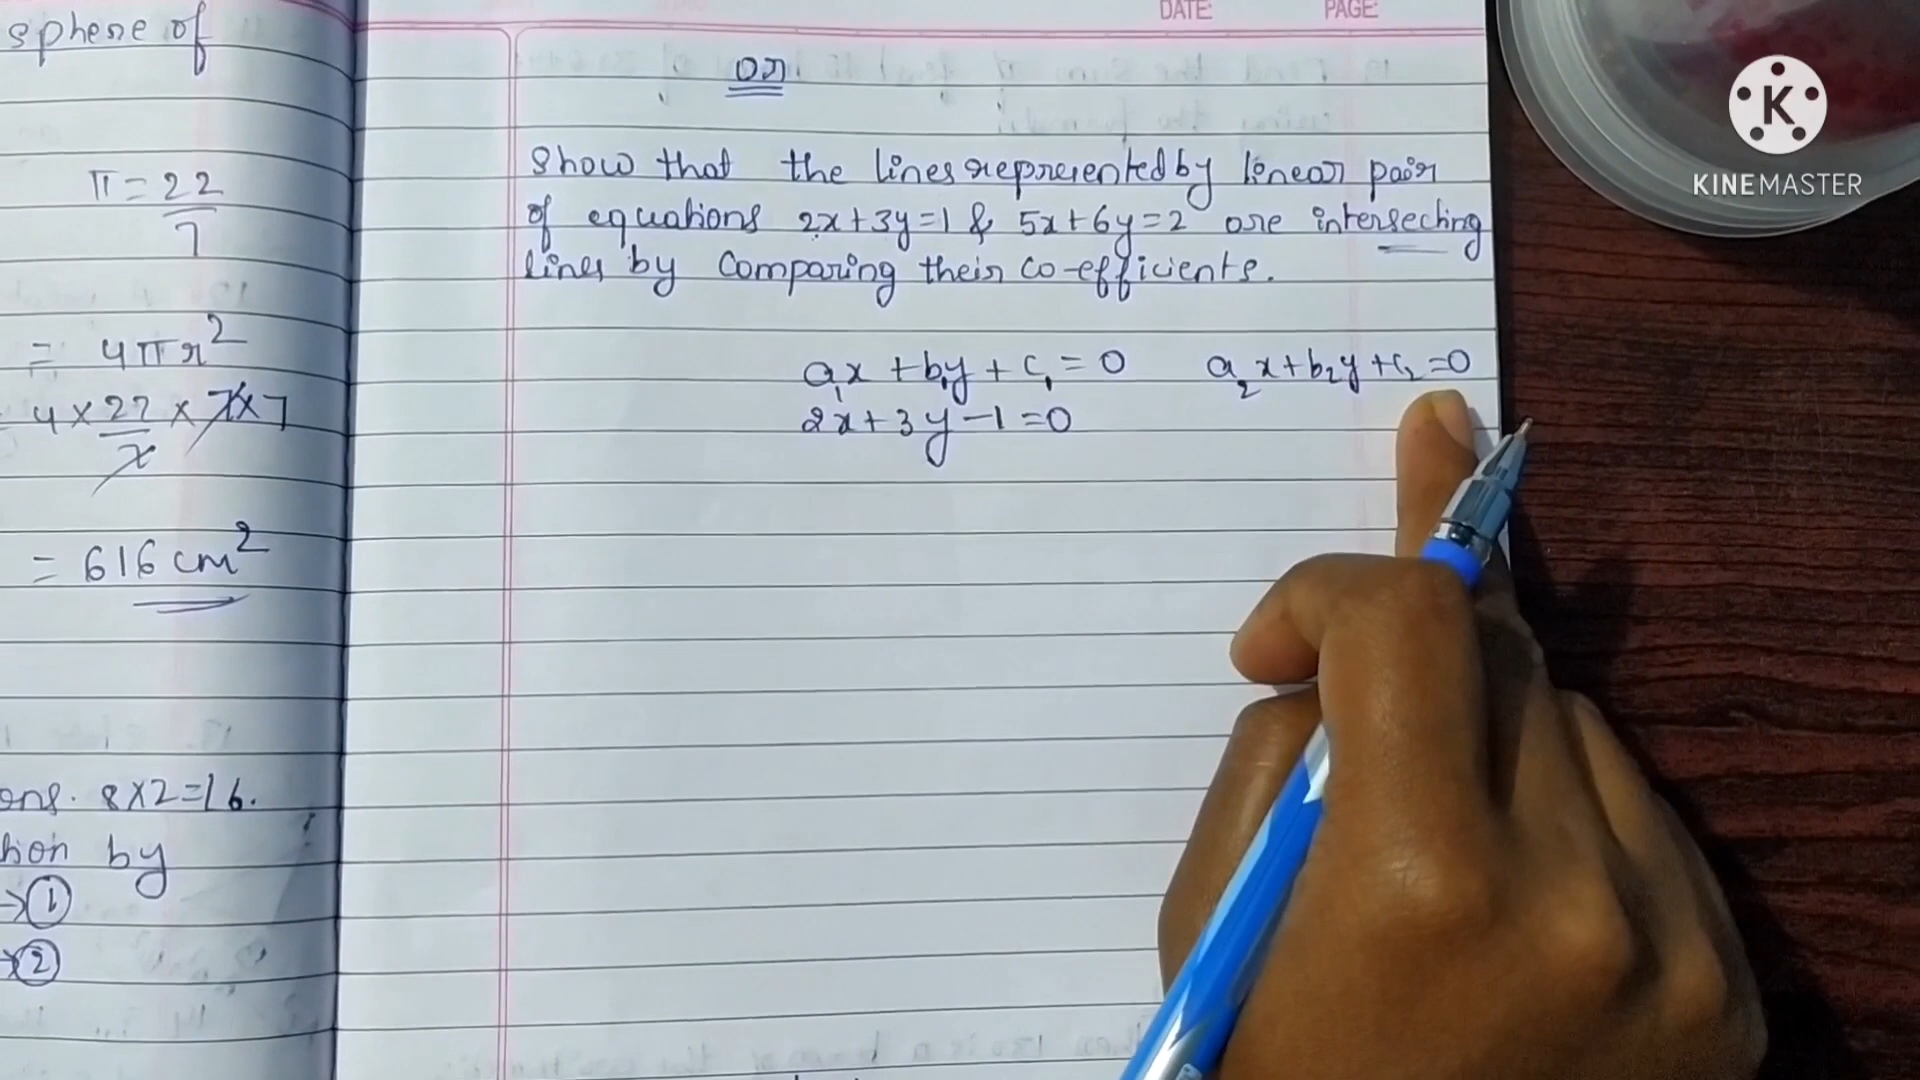 sphere of
π = 22
7
= 4πr2
4 × 22 × 7 × 7
7
= 616 cm2
ons. 8×2=16.
tion by
→ 1
→ 2
DATE: PAGE:
or
Show that the lines represented by linear pair
of equations 2x+3y=1 & 5x+6y=2 are intersecting
lines by comparing their co-efficients.
a1x + b1y + c1 = 0 a2x + b2y + c2 = 0
2x + 3y - 1 = 0
K
KINEMASTER